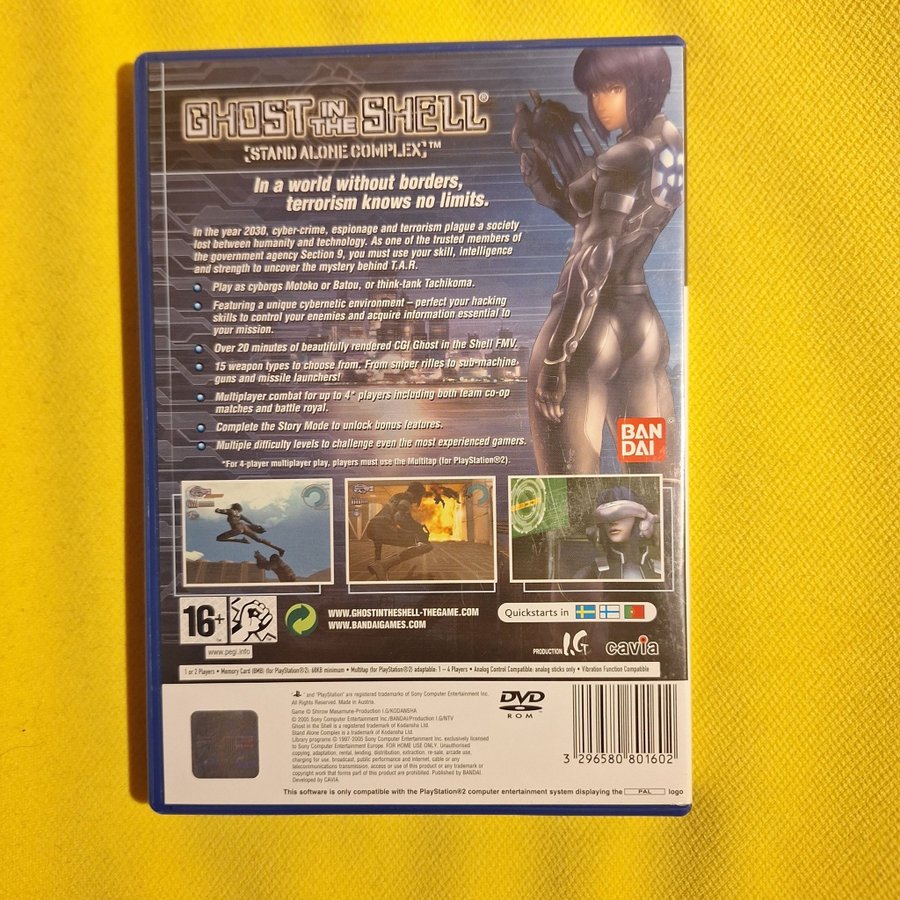 GHOST IN THE SHELL®
[STAND ALONE COMPLEX]™
In a world without borders,
terrorism knows no limits.
In the year 2030, cyber-crime, espionage and terrorism plague a society
lost between humanity and technology. As one of the trusted members of
the government agency Section 9, you must use your skill, intelligence
and strength to uncover the mystery behind T.A.R.
Play as cyborgs Motoko or Batou, or think-tank Tachikoma.
Featuring a unique cybernetic environment – perfect your hacking
skills to control your enemies and acquire information essential to
your mission.
Over 20 minutes of beautifully rendered CGI Ghost in the Shell FMV.
15 weapon types to choose from. From sniper rifles to sub-machine
guns and missile launchers!
Multiplayer combat for up to 4* players including both team co-op
matches and battle royal.
Complete the Story Mode to unlock bonus features.
Multiple difficulty levels to challenge even the most experienced gamers.
*For 4-player multiplayer play, players must use the Multitap (for PlayStation®2).
BAN
DAI
16+
www.pegi.info
WWW.GHOSTINTHESHELL-THEGAME.COM
WWW.BANDAIGAMES.COM
Quickstarts in
PRODUCTION I.G
cavia
1 or 2 Players • Memory Card (8MB) (for PlayStation®2): 68KB minimum • Multitap (for PlayStation®2) adaptable: 1 – 4 Players • Analog Control Compatible: analog sticks only • Vibration Function Compatible
" " and "PlayStation" are registered trademarks of Sony Computer Entertainment Inc.
All Rights Reserved. Made in Austria.
Game © Shirow Masamune-Production I.G/KODANSHA
© 2005 Sony Computer Entertainment Inc./BANDAI/Production I.G/NTV
Ghost in the Shell is a registered trademark of Kodansha Ltd.
Stand Alone Complex is a registered trademark of Kodansha Ltd.
Library programs © 1997-2005 Sony Computer Entertainment Inc. exclusively licensed
to Sony Computer Entertainment Europe. FOR HOME USE ONLY. Unauthorised
copying, adaptation, rental, lending, distribution, extraction, re-sale, arcade use,
charging for use, broadcast, public performance and internet, cable or any
telecommunications transmission, access or use of this product or any trademark or
copyright work that forms part of this product are prohibited. Published by BANDAI.
Developed by CAVIA.
DVD
ROM
3 296580 801602
This software is only compatible with the PlayStation®2 computer entertainment system displaying the PAL logo